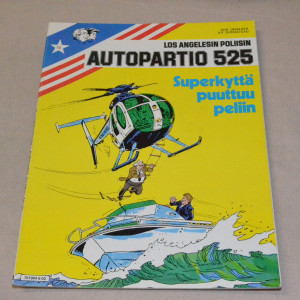 LOS ANGELESIN POLIISIN
AUTOPARTIO 525
Superkyttä
puuttuu
peliin